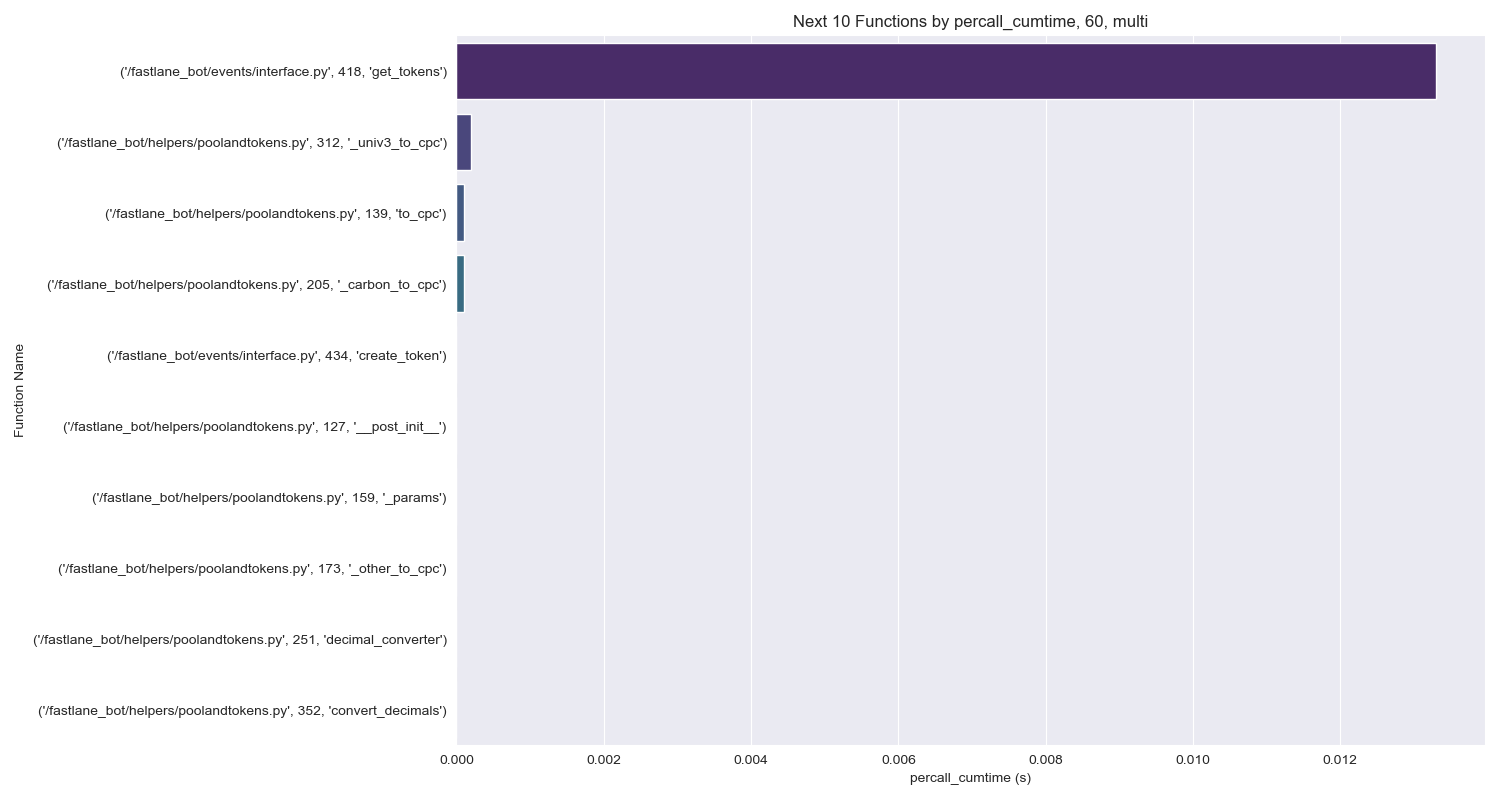 Next 10 Functions by percall_cumtime, 60, multi
('/fastlane_bot/events/interface.py', 418, 'get_tokens')
('/fastlane_bot/helpers/poolandtokens.py', 312, '_univ3_to_cpc')
('/fastlane_bot/helpers/poolandtokens.py', 139, 'to_cpc')
('/fastlane_bot/helpers/poolandtokens.py', 205, '_carbon_to_cpc')
('/fastlane_bot/events/interface.py', 434, 'create_token')
('/fastlane_bot/helpers/poolandtokens.py', 127, '__post_init__')
('/fastlane_bot/helpers/poolandtokens.py', 159, '_params')
('/fastlane_bot/helpers/poolandtokens.py', 173, '_other_to_cpc')
('/fastlane_bot/helpers/poolandtokens.py', 251, 'decimal_converter')
('/fastlane_bot/helpers/poolandtokens.py', 352, 'convert_decimals')
Function Name
0.000 0.002 0.004 0.006 0.008 0.010 0.012
percall_cumtime (s)